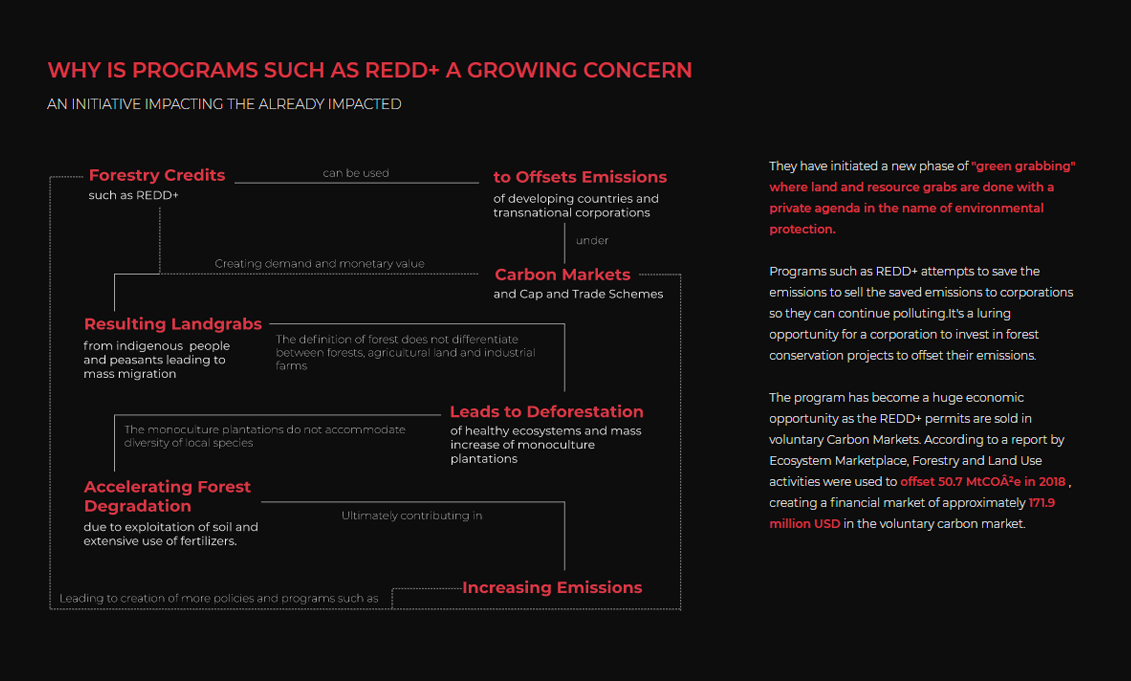 WHY IS PROGRAMS SUCH AS REDD+ A GROWING CONCERN
AN INITIATIVE IMPACTING THE ALREADY IMPACTED
Forestry Credits
such as REDD+
can be used
to Offsets Emissions
of developing countries and
transnational corporations
under
Creating demand and monetary value
Carbon Markets
and Cap and Trade Schemes
Resulting Landgrabs
from indigenous people
and peasants leading to
mass migration
The definition of forest does not differentiate
between forests, agricultural land and industrial
farms
Leads to Deforestation
of healthy ecosystems and mass
increase of monoculture
plantations
The monoculture plantations do not accommodate
diversity of local species
Accelerating Forest
Degradation
due to exploitation of soil and
extensive use of fertilizers.
Ultimately contributing in
Increasing Emissions
Leading to creation of more policies and programs such as
They have initiated a new phase of "green grabbing"
where land and resource grabs are done with a
private agenda in the name of environmental
protection.
Programs such as REDD+ attempts to save the
emissions to sell the saved emissions to corporations
so they can continue polluting.It's a luring
opportunity for a corporation to invest in forest
conservation projects to offset their emissions.
The program has become a huge economic
opportunity as the REDD+ permits are sold in
voluntary Carbon Markets. According to a report by
Ecosystem Marketplace, Forestry and Land Use
activities were used to offset 50.7 MtCOÂ²e in 2018 ,
creating a financial market of approximately 171.9
million USD in the voluntary carbon market.